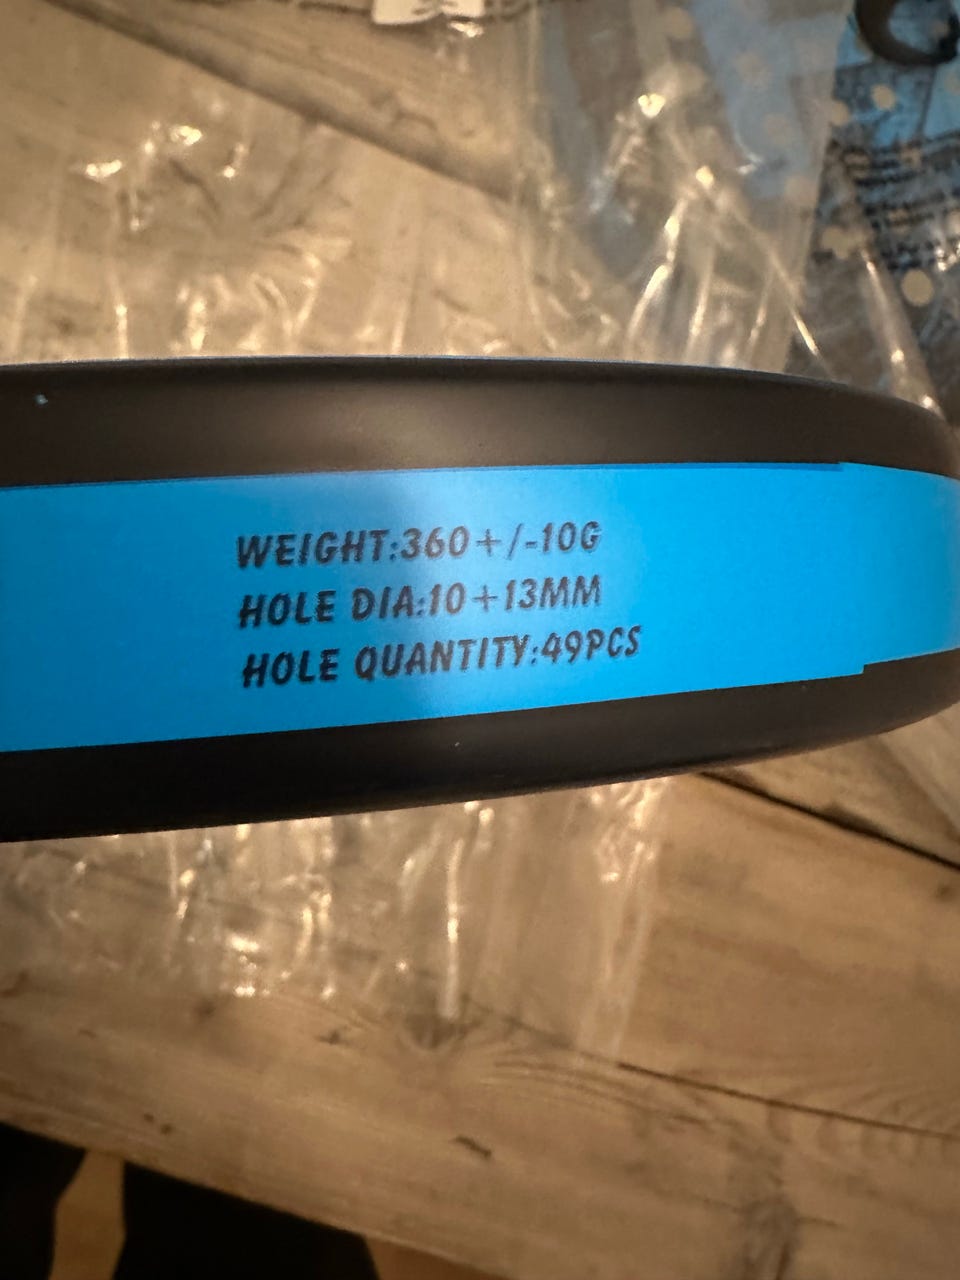 WEIGHT:360+/-10G
HOLE DIA:10+13MM
HOLE QUANTITY:49PCS